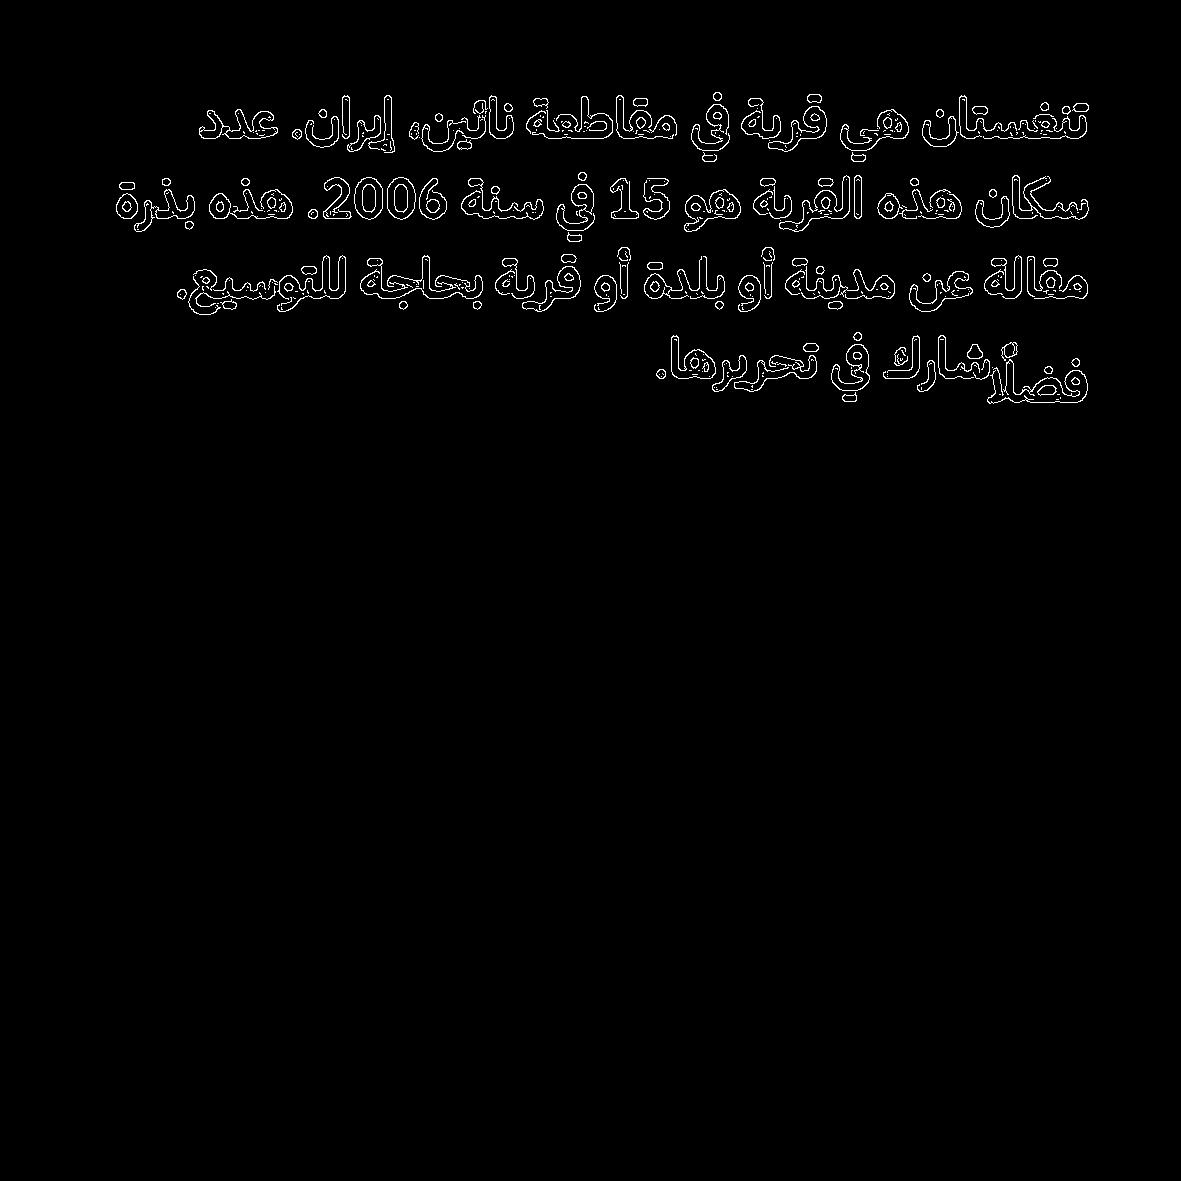 تنغستان هي قرية في مقاطعة نائين، إيران. عدد
سكان هذه القرية هو 15 في سنة 2006. هذه بذرة
مقالة عن مدينة أو بلدة أو قرية بحاجة للتوسيع.
فضلًا شارك في تحريرها.